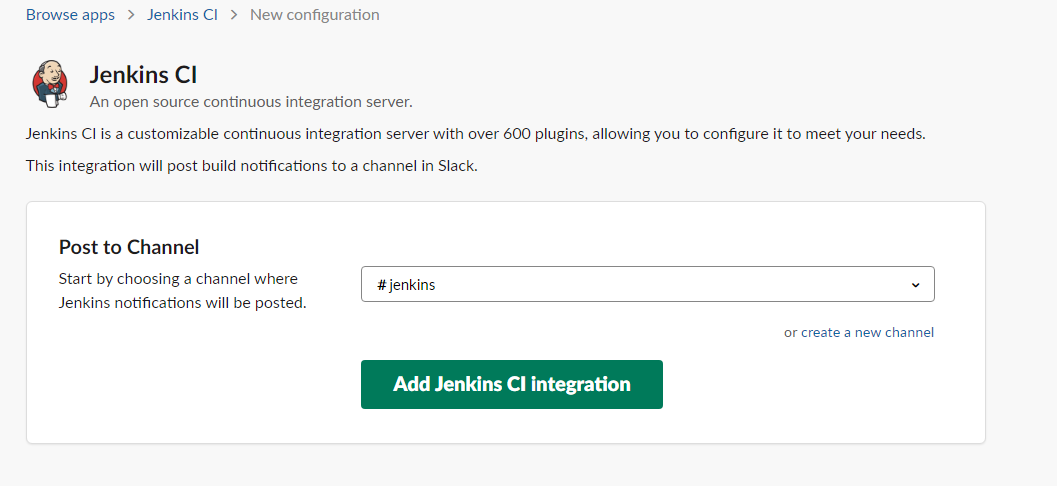 Browse apps > Jenkins CI > New configuration
Jenkins CI
An open source continuous integration server.
Jenkins CI is a customizable continuous integration server with over 600 plugins, allowing you to configure it to meet your needs.
This integration will post build notifications to a channel in Slack.
Post to Channel
Start by choosing a channel where
Jenkins notifications will be posted.
# jenkins
or create a new channel
Add Jenkins CI integration